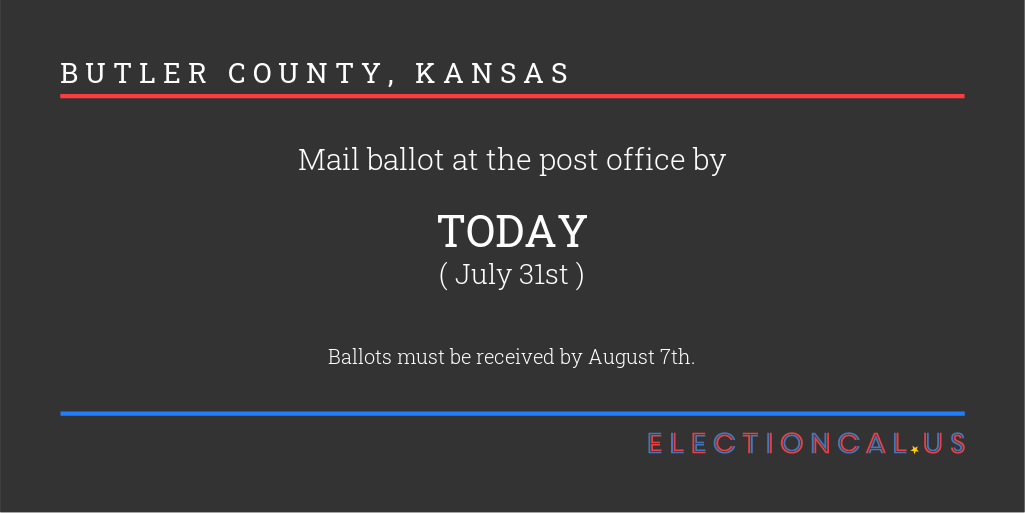 BUTLER COUNTY, KANSAS
Mail ballot at the post office by
TODAY
( July 31st )
Ballots must be received by August 7th.
ELECTIONCAL.US